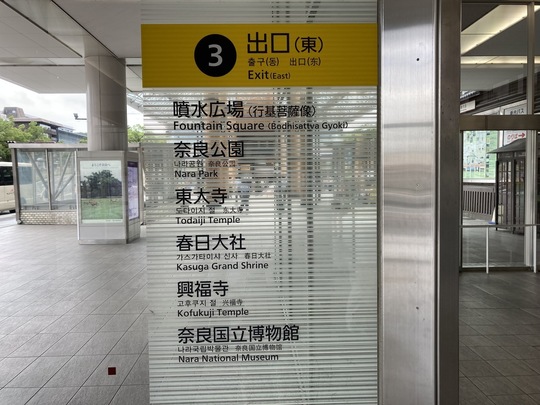 3 出口(東)
출구(동) 出口(东)
Exit(East)
噴水広場(行基菩薩像)
Fountain Square (Bodhisattva Gyoki)
奈良公園
나라공원 奈良公园
Nara Park
東大寺
도다이지 절 东大寺
Todaiji Temple
春日大社
가스가타이샤 신사 春日大社
Kasuga Grand Shrine
興福寺
고후쿠지 절 兴福寺
Kofukuji Temple
奈良国立博物館
나라국립박물관 奈良国立博物馆
Nara National Museum